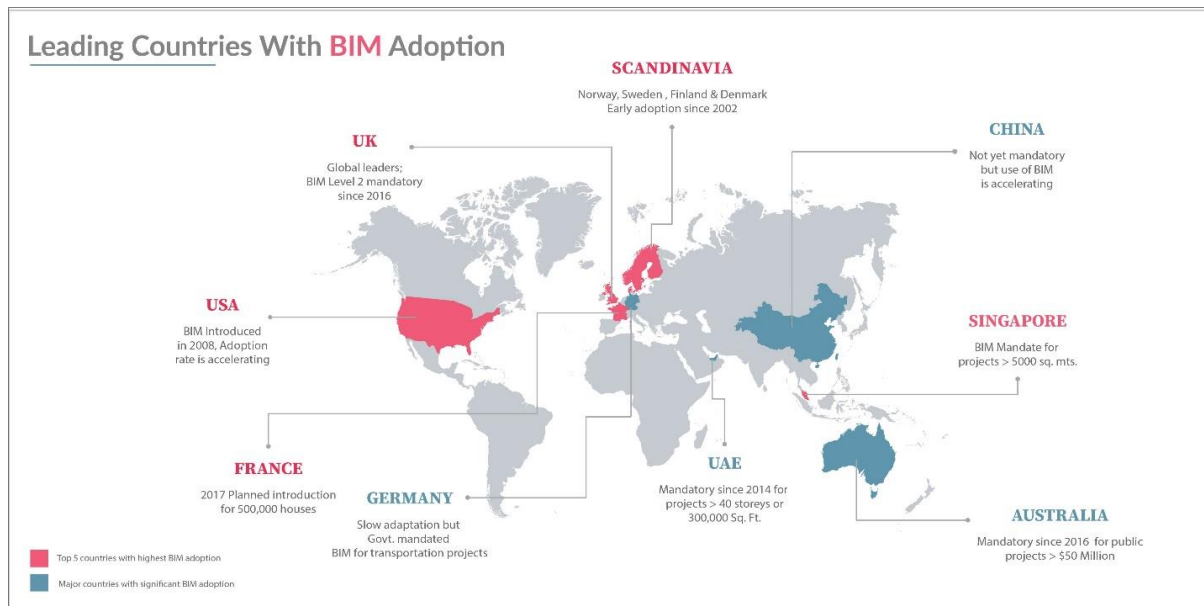 Leading Countries With BIM Adoption
SCANDINAVIA
Norway, Sweden , Finland & Denmark
Early adoption since 2002
UK
Global leaders;
BIM Level 2 mandatory
since 2016
CHINA
Not yet mandatory
but use of BIM
is accelerating
USA
BIM Introduced
in 2008, Adoption
rate is accelerating
SINGAPORE
BIM Mandate for
projects > 5000 sq. mts.
FRANCE
2017 Planned introduction
for 500,000 houses
GERMANY
Slow adaptation but
Govt. mandated
BIM for transportation projects
UAE
Mandatory since 2014 for
projects > 40 storeys or
300,000 Sq. Ft.
AUSTRALIA
Mandatory since 2016 for public
projects > $50 Million
Top 5 countries with highest BIM adoption
Major countries with significant BIM adoption